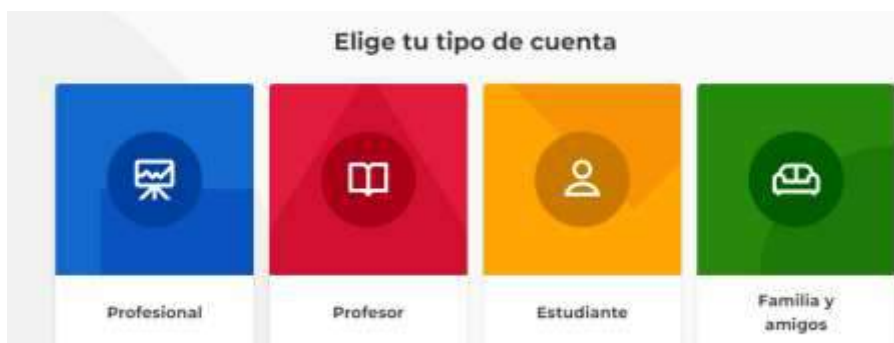 Elige tu tipo de cuenta
Profesional
Profesor
Estudiante
Familia y
amigos